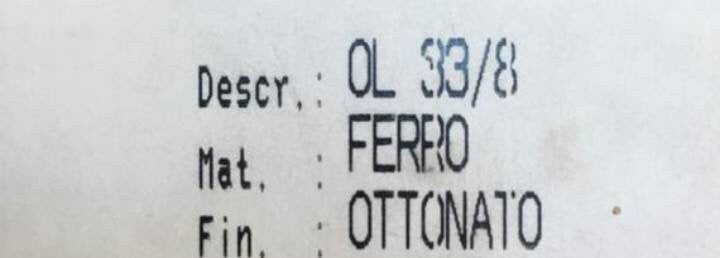 Descr.: OL 33/8
Mat. : FERRO
Fin. : OTTONATO